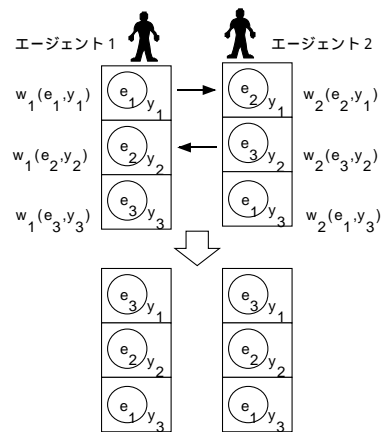 エージェント1 エージェント2
w1(e1,y1) e1 y1 e2 y1 w2(e2,y1)
w1(e2,y2) e2 y2 e3 y2 w2(e3,y2)
w1(e3,y3) e3 y3 e1 y3 w2(e1,y3)
e3 y1 e3 y1
e2 y2 e2 y2
e1 y3 e1 y3